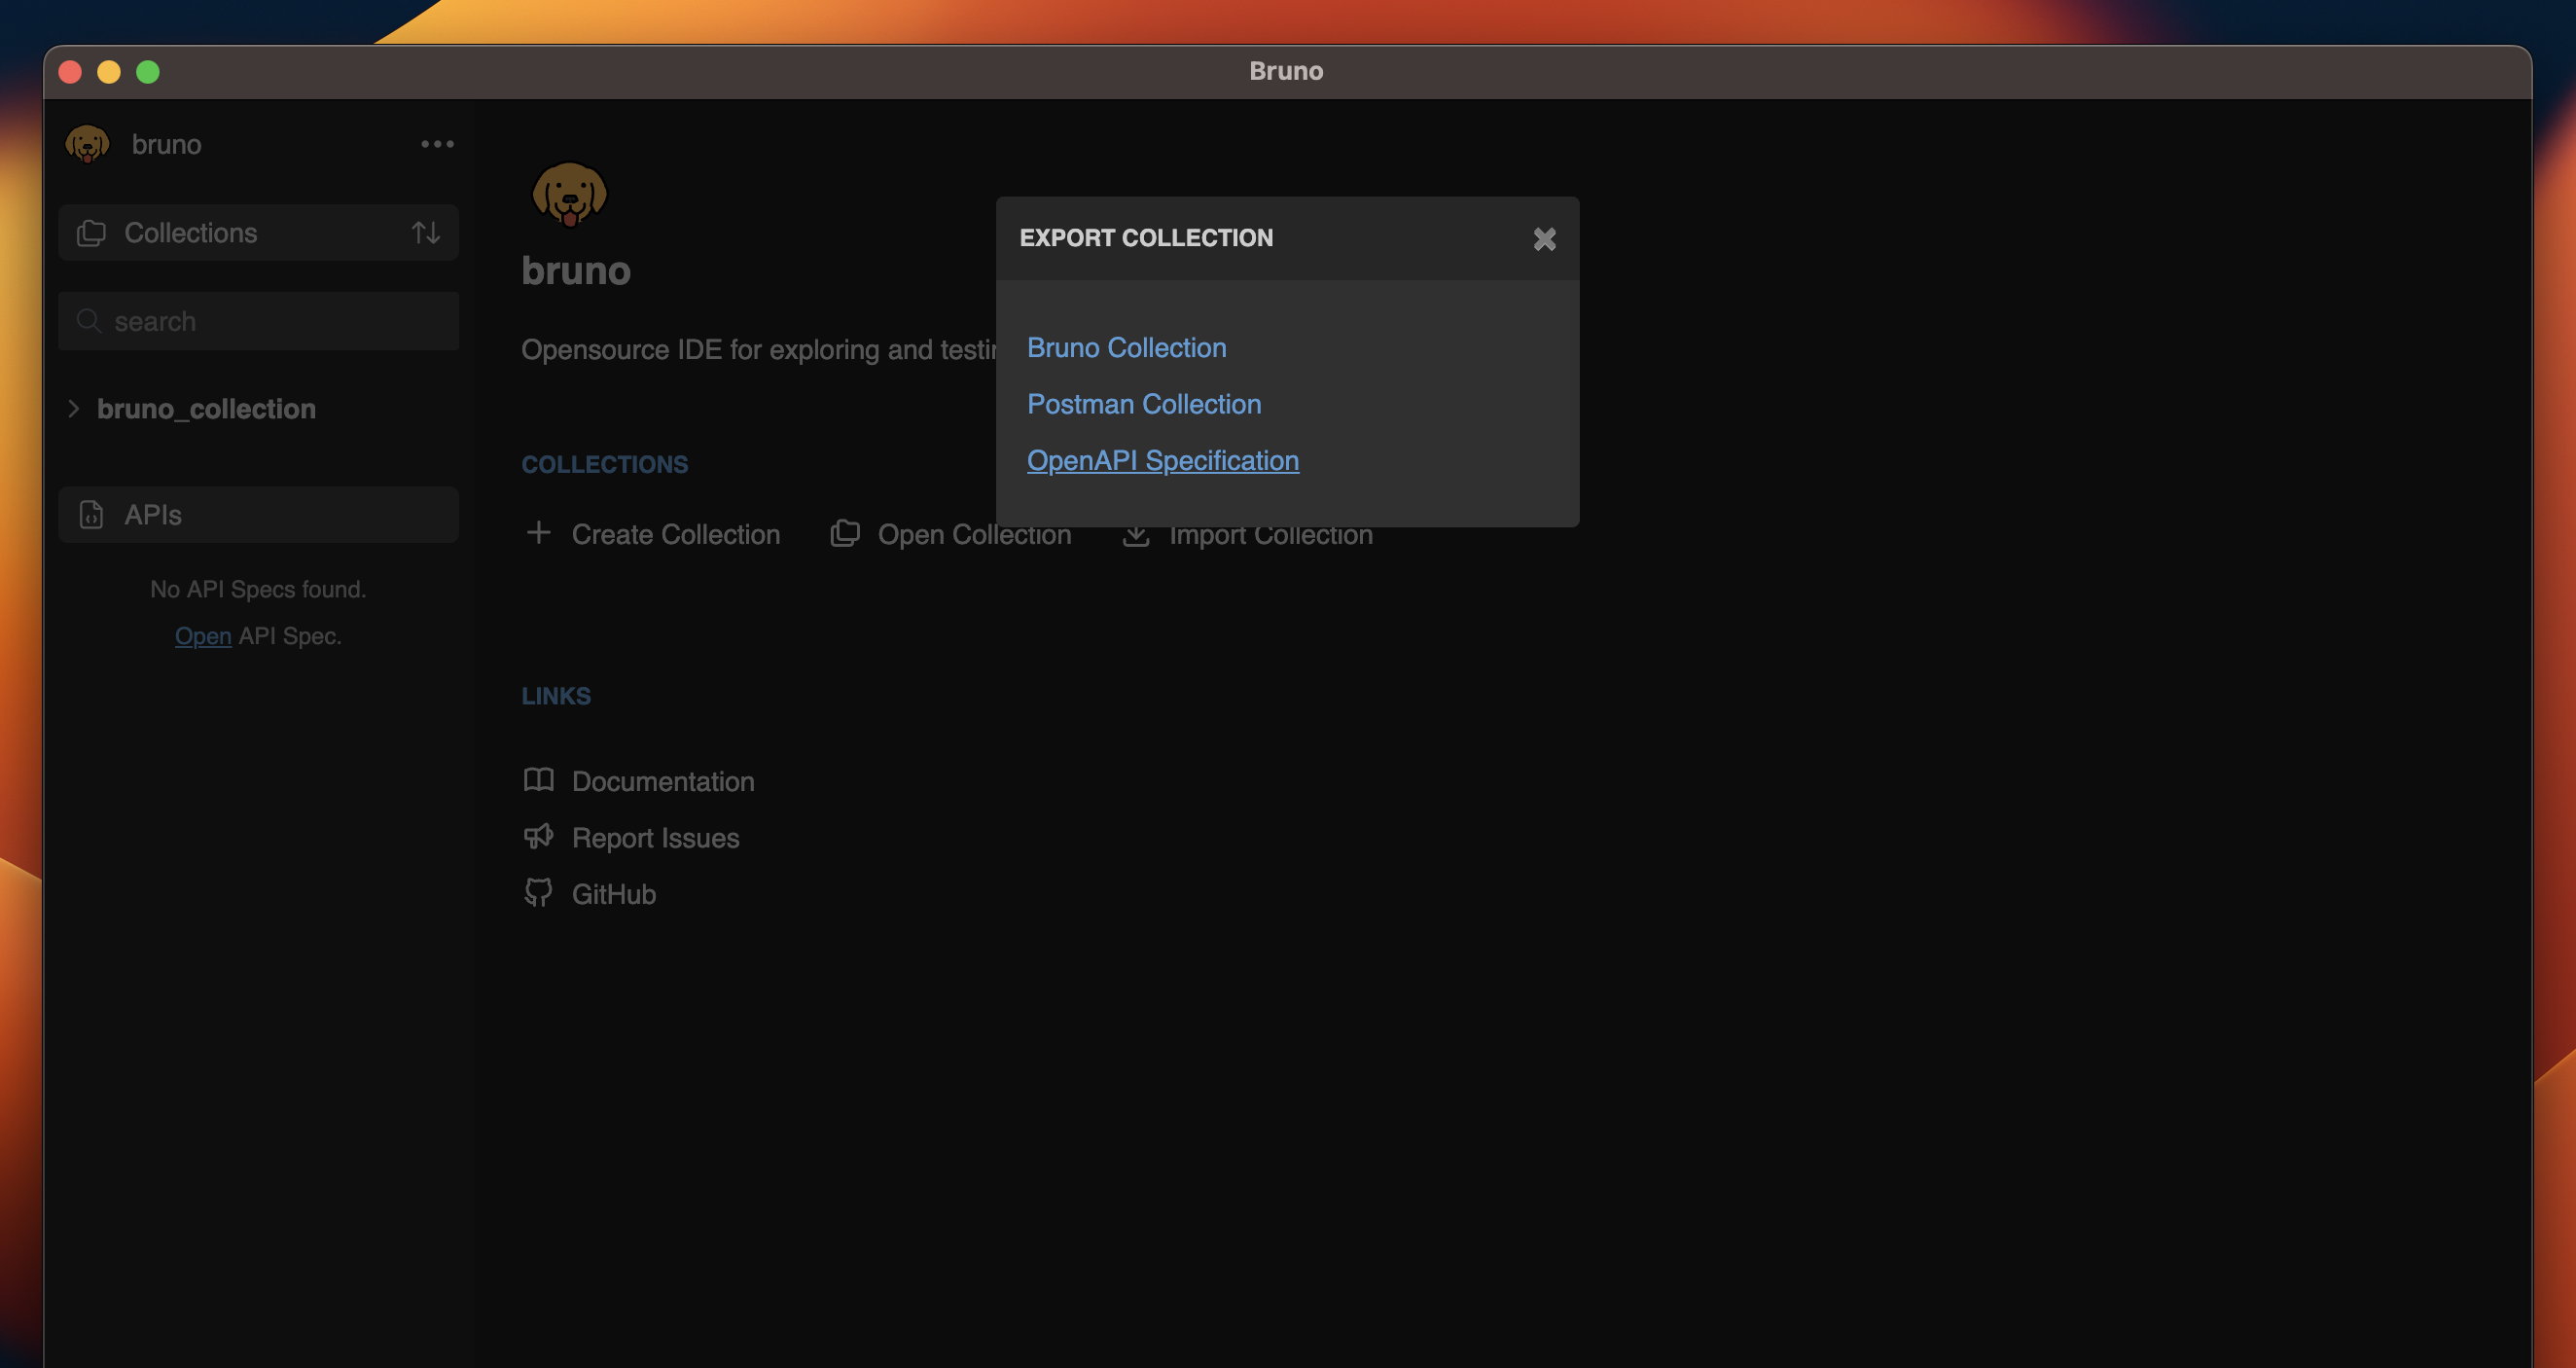 Bruno
bruno
Collections
search
bruno_collection
APIs
No API Specs found.
Open API Spec.
bruno
Opensource IDE for exploring and testin
COLLECTIONS
Create Collection
Open Collection
Import Collection
LINKS
Documentation
Report Issues
GitHub
EXPORT COLLECTION
Bruno Collection
Postman Collection
OpenAPI Specification